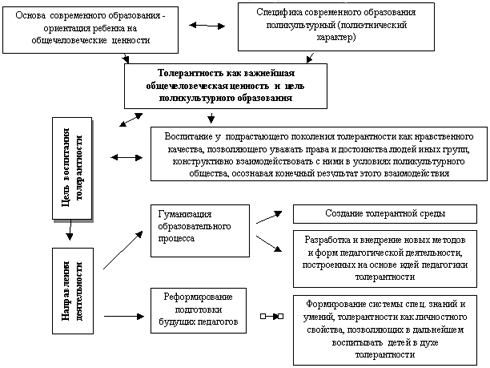 Основа современного образования -
ориентация ребенка на
общечеловеческие ценности
Специфика современного образования
поликультурный (полиэтнический
характер)
Толерантность как важнейшая
общечеловеческая ценность и цель
поликультурного образования
Цель воспитания
толерантности
Воспитание у подрастающего поколения толерантности как нравственного
качества, позволяющего уважать права и достоинства людей иных групп,
конструктивно взаимодействовать с ними в условиях поликультурного
общества, осознавая конечный результат этого взаимодействия
Направления
деятельности
Гуманизация
образовательного
процесса
Создание толерантной среды
Разработка и внедрение новых методов
и форм педагогической деятельности,
построенных на основе идей педагогики
толерантности
Реформирование
подготовки
будущих педагогов
Формирование системы спец. знаний и
умений, толерантности как личностного
свойства, позволяющих в дальнейшем
воспитывать детей в духе
толерантности